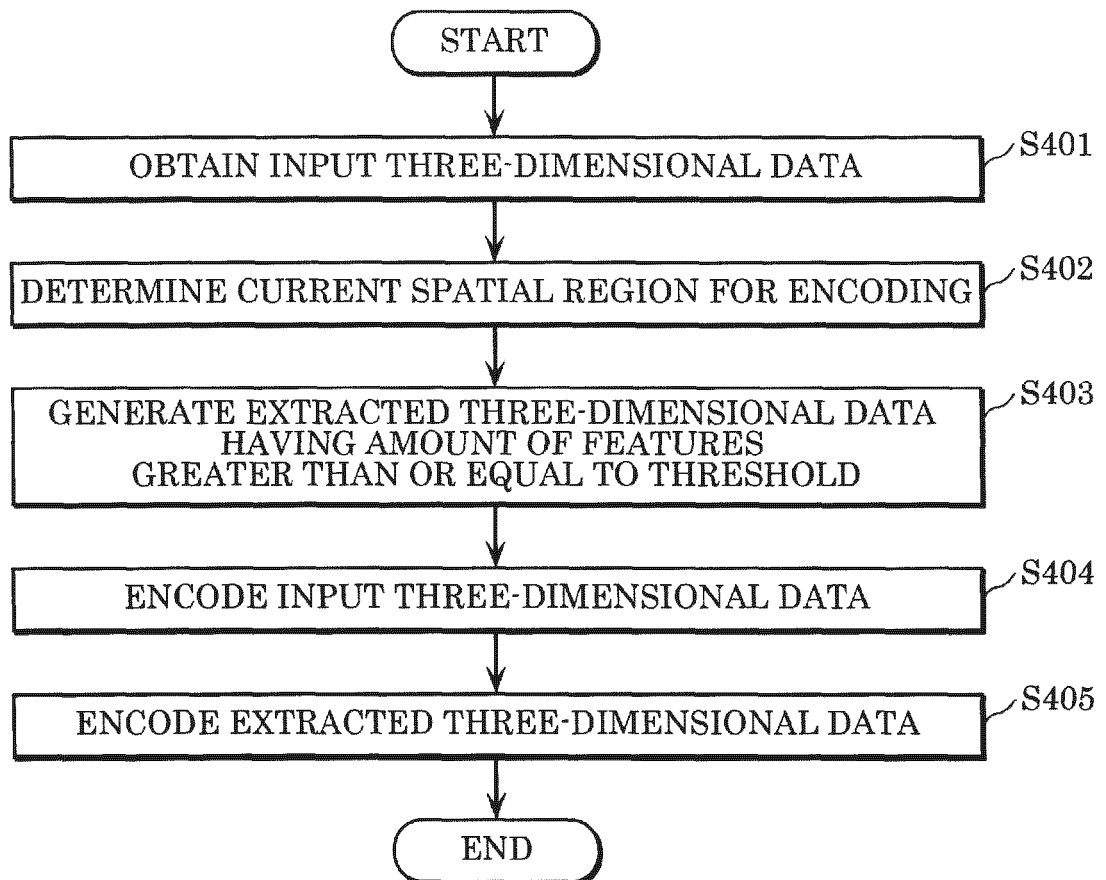 START
OBTAIN INPUT THREE-DIMENSIONAL DATA
S401
DETERMINE CURRENT SPATIAL REGION FOR ENCODING
S402
GENERATE EXTRACTED THREE-DIMENSIONAL DATA
HAVING AMOUNT OF FEATURES
GREATER THAN OR EQUAL TO THRESHOLD
S403
ENCODE INPUT THREE-DIMENSIONAL DATA
S404
ENCODE EXTRACTED THREE-DIMENSIONAL DATA
S405
END